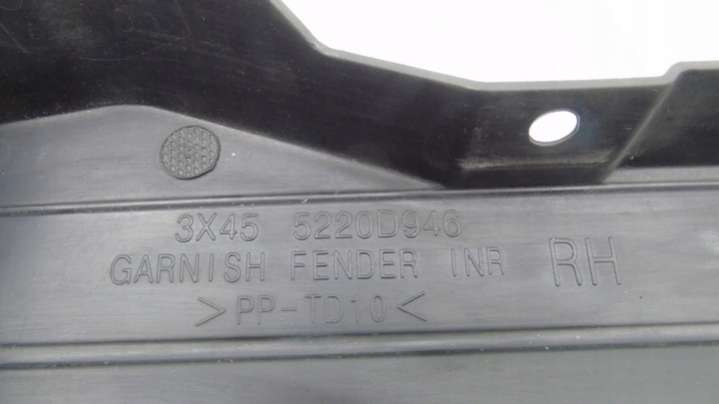 3X45 5220D946
GARNISH FENDER INR RH
>PP-TD10<